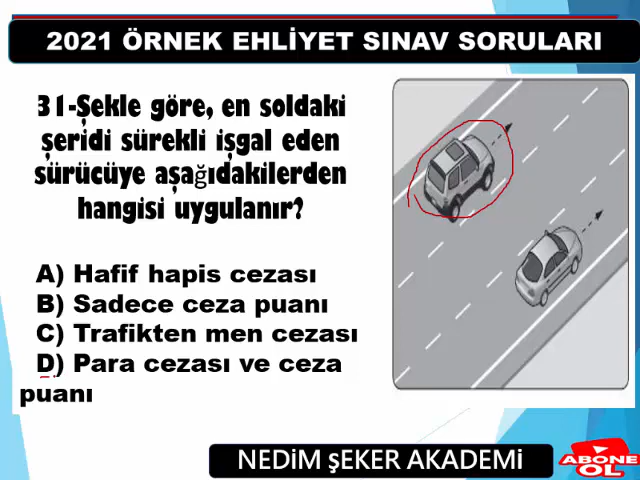 2021 ÖRNEK EHLİYET SINAV SORULARI
31-Şekle göre, en soldaki
şeridi sürekli işgal eden
sürücüye aşağıdakilerden
hangisi uygulanır?
A) Hafif hapis cezası
B) Sadece ceza puanı
C) Trafikten men cezası
D) Para cezası ve ceza
puanı
NEDİM ŞEKER AKADEMİ
ABONE
OL